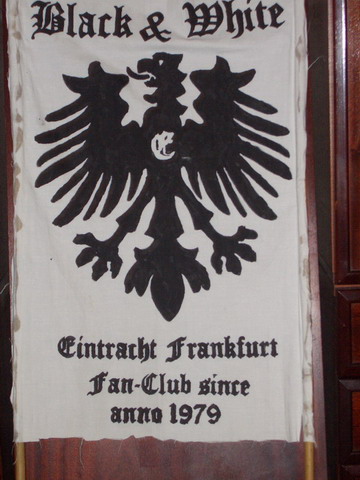 Black & White
E
Eintracht Frankfurt
Fan-Club since
anno 1979